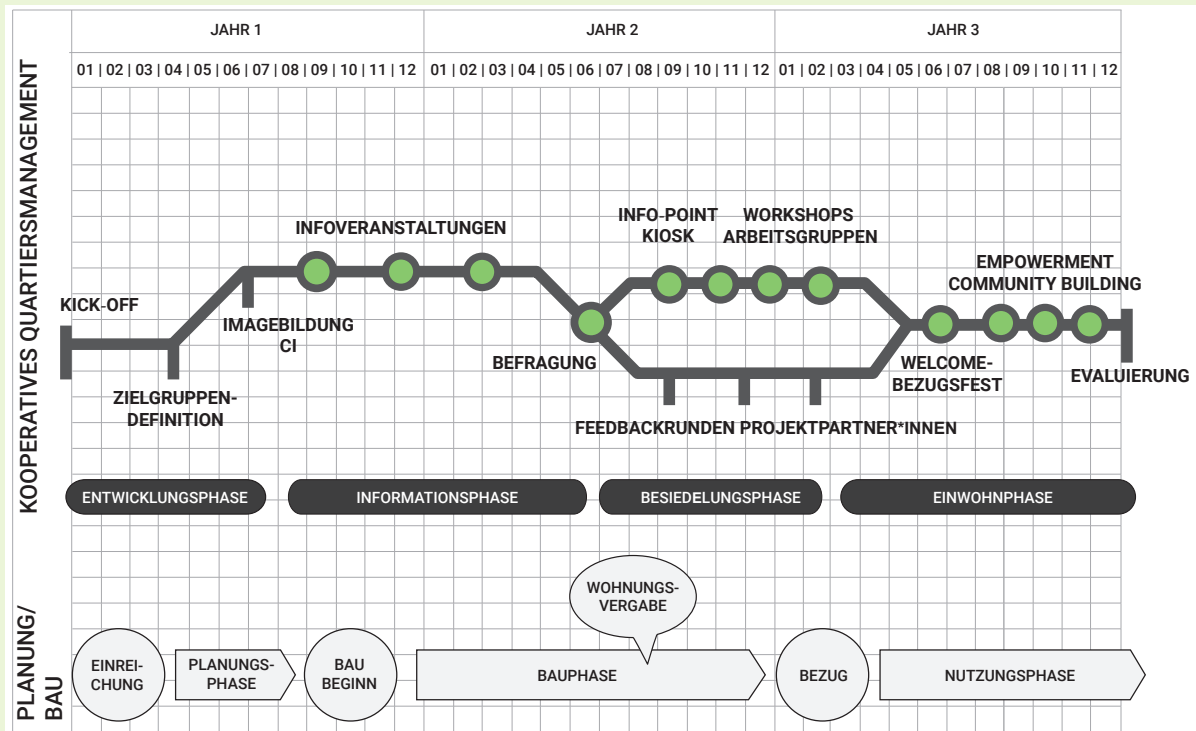 JAHR 1
JAHR 2
JAHR 3
01 | 02 | 03 | 04 | 05 | 06 | 07 | 08 | 09 | 10 | 11 | 12
01 | 02 | 03 | 04 | 05 | 06 | 07 | 08 | 09 | 10 | 11 | 12
01 | 02 | 03 | 04 | 05 | 06 | 07 | 08 | 09 | 10 | 11 | 12
KOOPERATIVES QUARTIERSMANAGEMENT
KICK-OFF
ZIELGRUPPEN-
DEFINITION
IMAGEBILDUNG
CI
INFOVERANSTALTUNGEN
BEFRAGUNG
INFO-POINT
KIOSK
WORKSHOPS
ARBEITSGRUPPEN
FEEDBACKRUNDEN PROJEKTPARTNER*INNEN
WELCOME-
BEZUGSFEST
EMPOWERMENT
COMMUNITY BUILDING
EVALUIERUNG
ENTWICKLUNGSPHASE
INFORMATIONSPHASE
BESIEDELUNGSPHASE
EINWOHNPHASE
PLANUNG/
BAU
EINREI-
CHUNG
PLANUNGS-
PHASE
BAU
BEGINN
WOHNUNGS-
VERGABE
BAUPHASE
BEZUG
NUTZUNGSPHASE